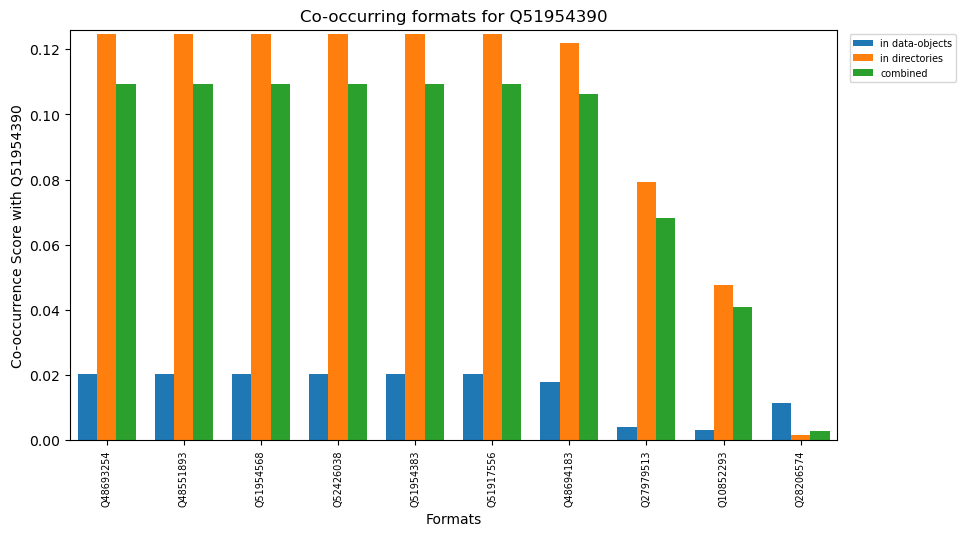 Co-occurring formats for Q51954390
in data-objects
in directories
combined
Co-occurrence Score with Q51954390
0.12
0.10
0.08
0.06
0.04
0.02
0.00
Q48693254
Q48551893
Q51954568
Q52426038
Q51954383
Q51917556
Q48694183
Q27979513
Q10852293
Q28206574
Formats